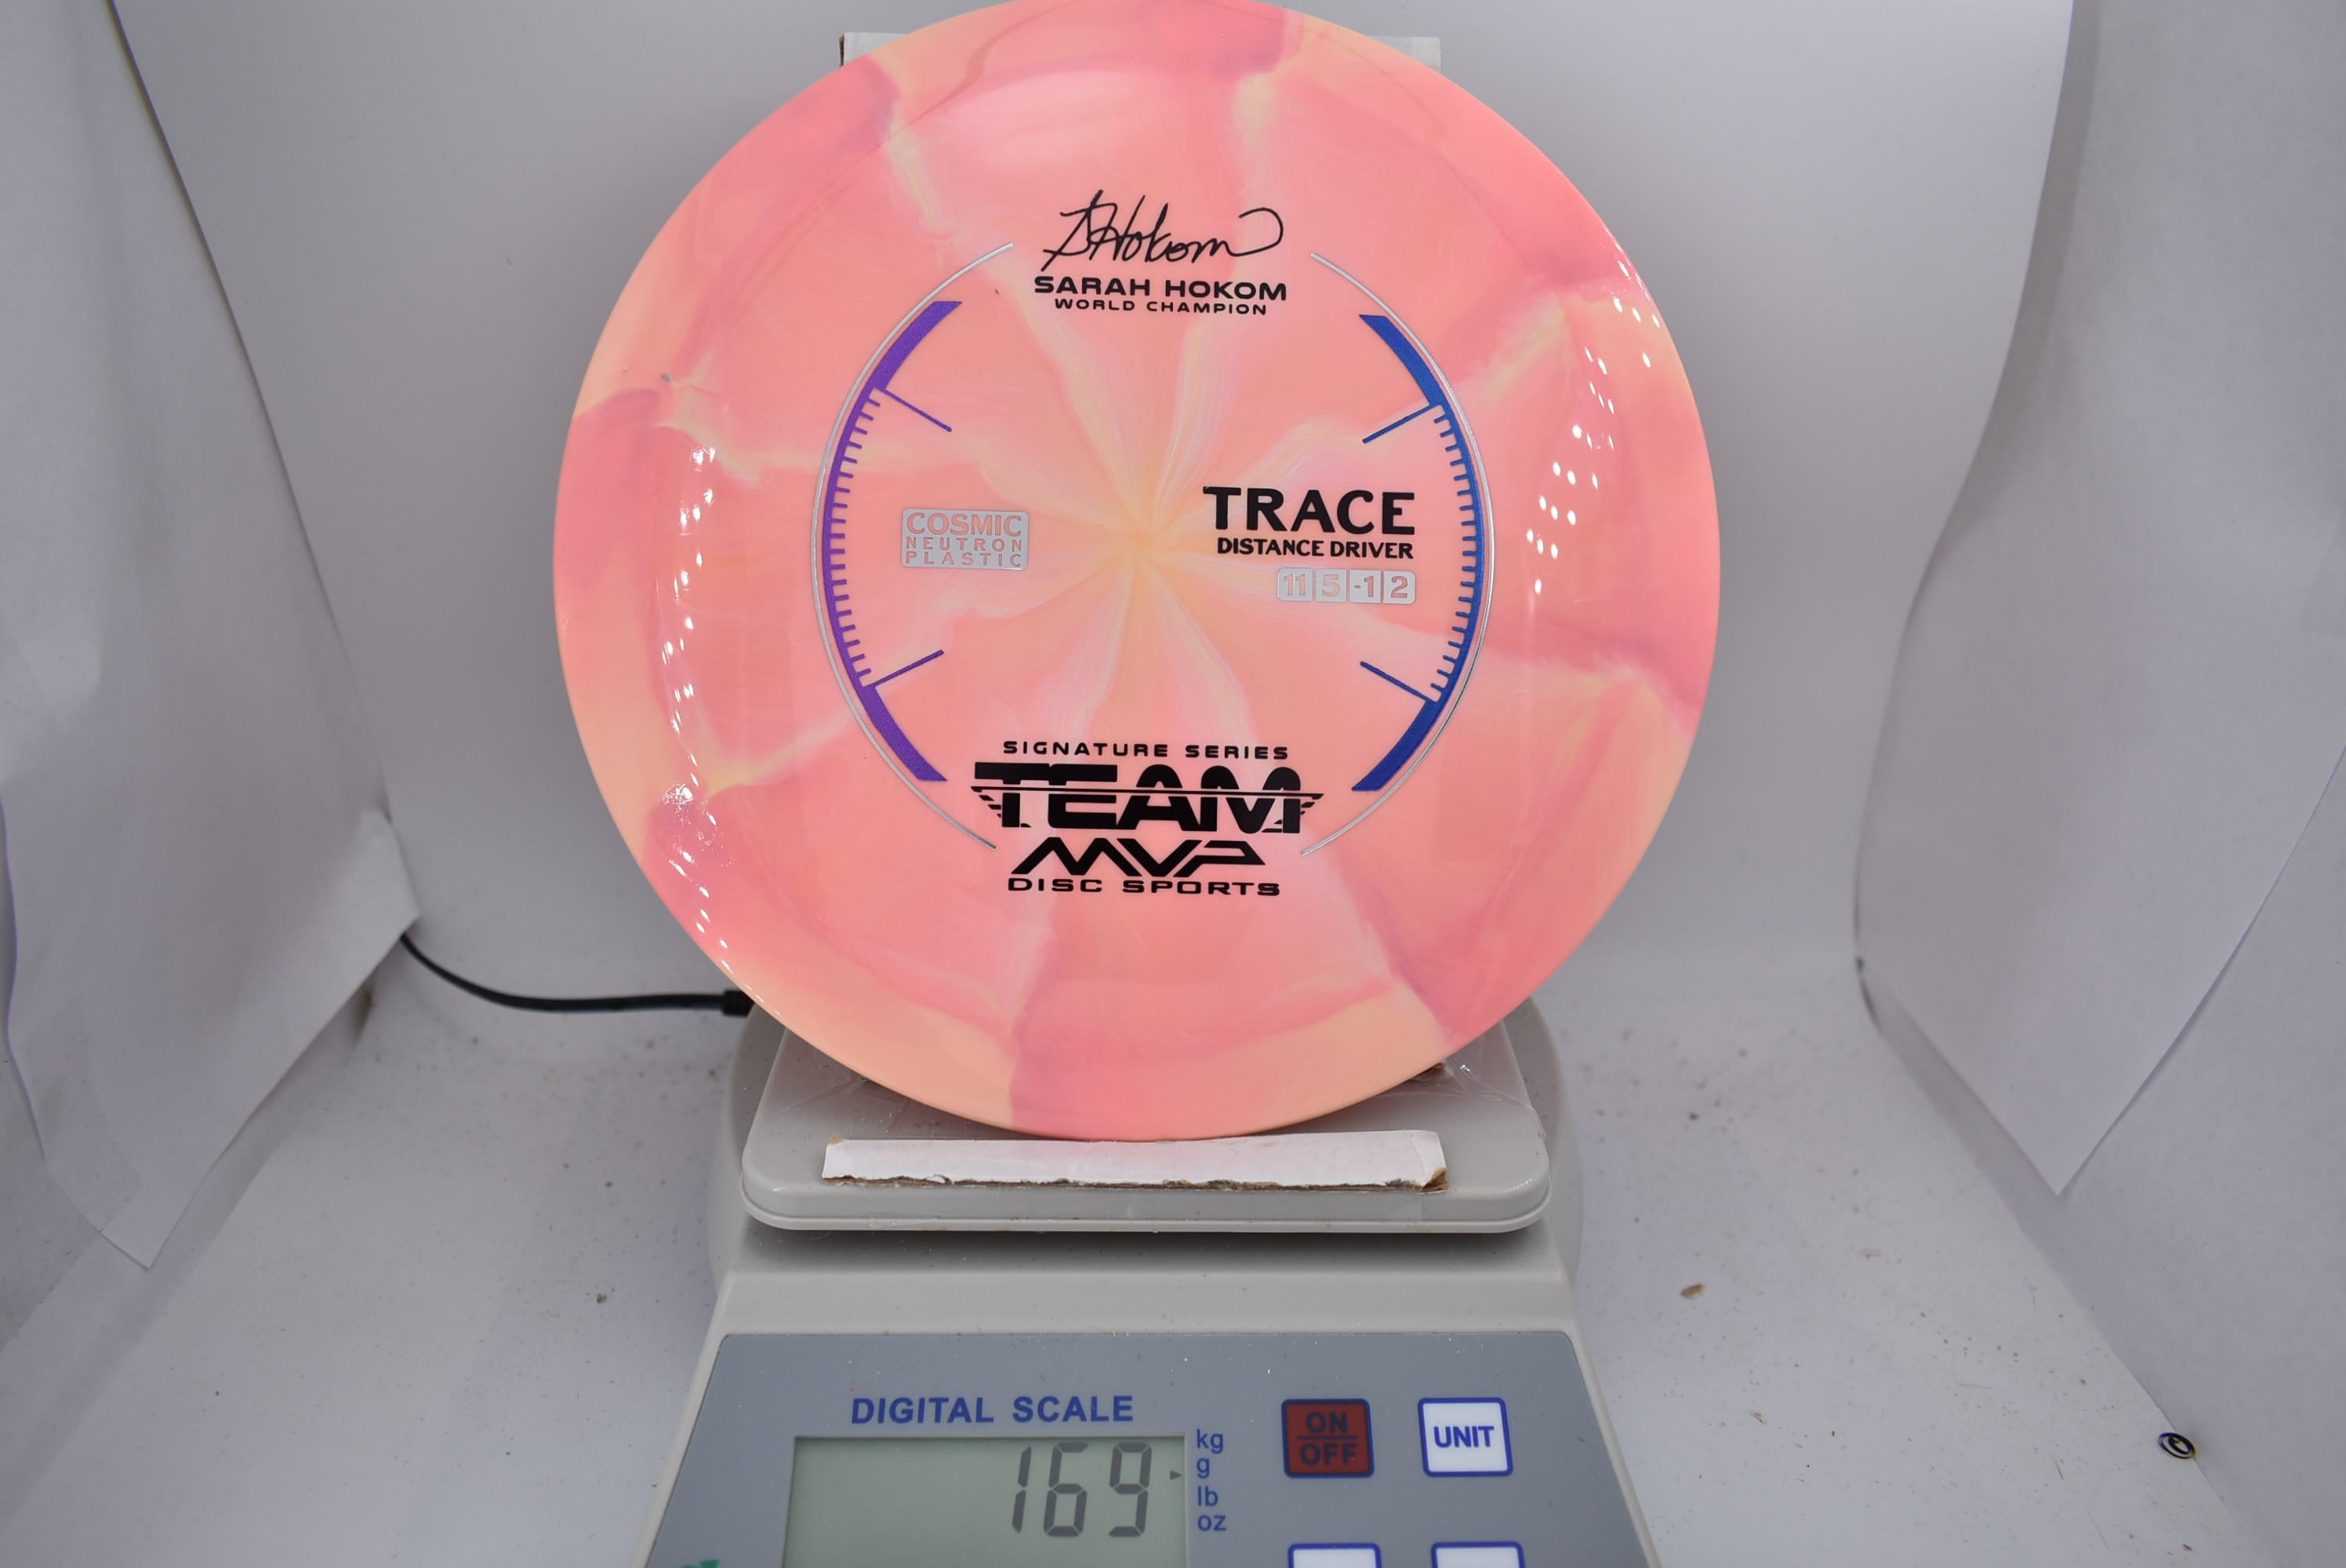 SHokom
SARAH HOKOM
WORLD CHAMPION
COSMIC
NEUTRON
PLASTIC
TRACE
DISTANCE DRIVER
11 5 -1 2
SIGNATURE SERIES
TEAM
MVP
DISC SPORTS
DIGITAL SCALE
169
kg
g
lb
oz
ON
OFF
UNIT